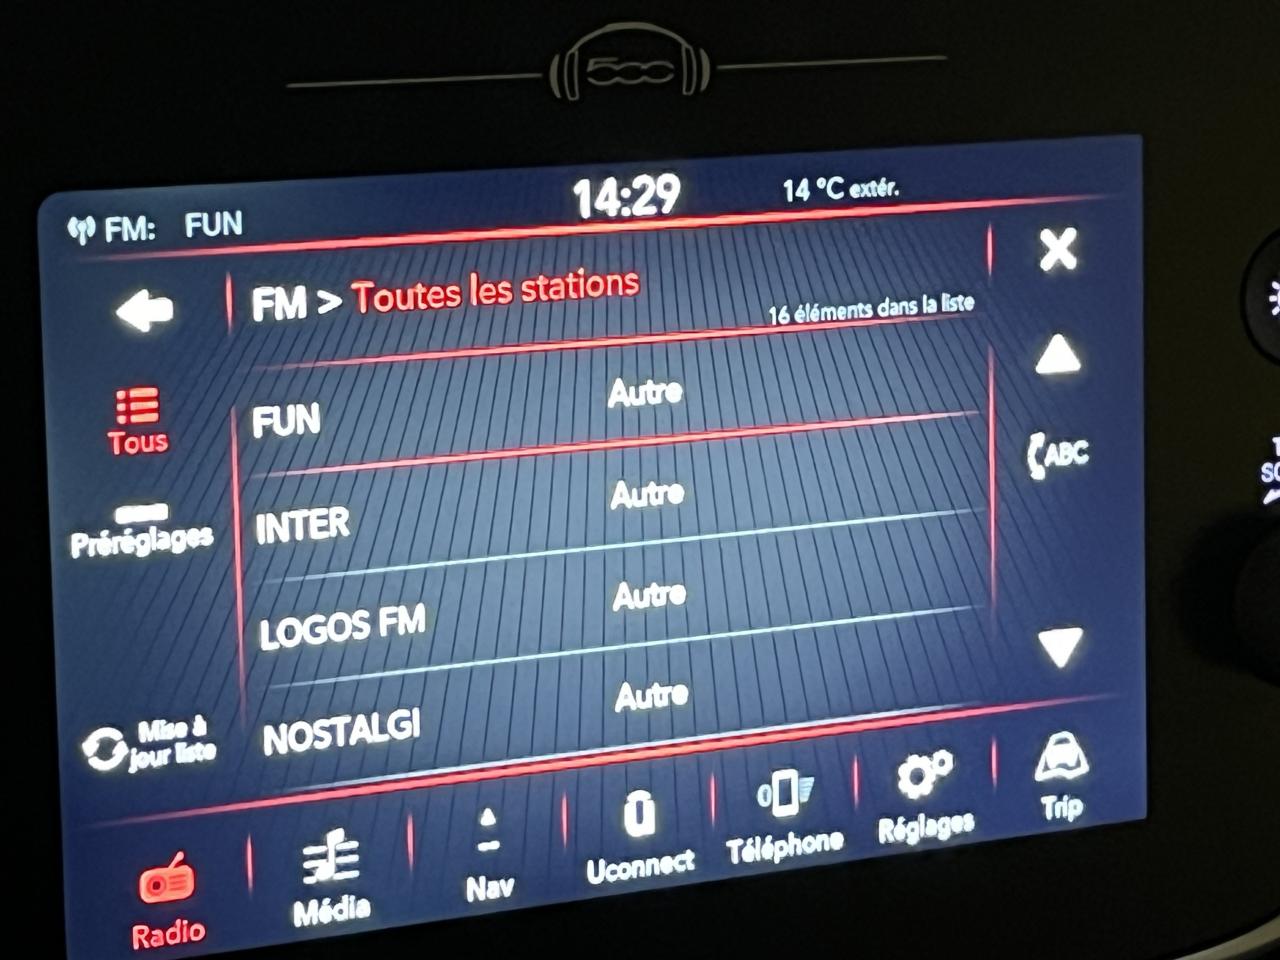 500
FM: FUN
14:29
14 °C extér.
FM > Toutes les stations
16 éléments dans la liste
Tous
FUN
Autre
ABC
Préréglages
INTER
Autre
LOGOS FM
Autre
Mise à
jour liste
NOSTALGI
Autre
Radio
Média
Nav
Uconnect
0
Téléphone
Réglages
Trip